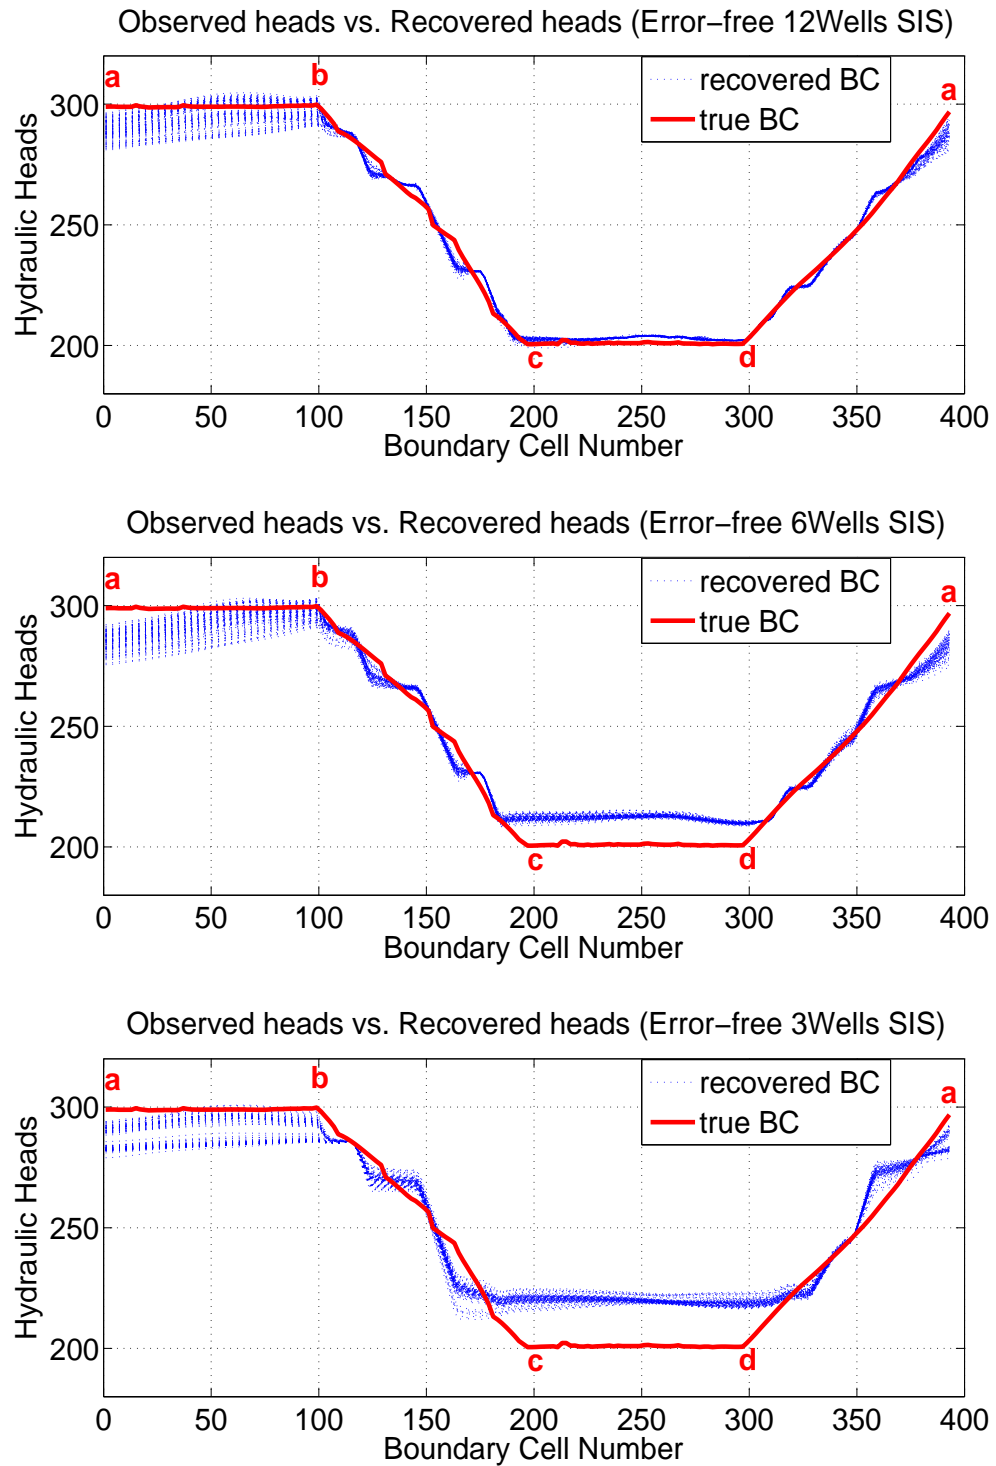 Observed heads vs. Recovered heads (Error−free 12Wells SIS)
a
b
a
recovered BC
true BC
Hydraulic Heads
300
250
200
c
d
0 50 100 150 200 250 300 350 400
Boundary Cell Number
Observed heads vs. Recovered heads (Error−free 6Wells SIS)
a
b
a
recovered BC
true BC
Hydraulic Heads
300
250
200
c
d
0 50 100 150 200 250 300 350 400
Boundary Cell Number
Observed heads vs. Recovered heads (Error−free 3Wells SIS)
a
b
a
recovered BC
true BC
Hydraulic Heads
300
250
200
c
d
0 50 100 150 200 250 300 350 400
Boundary Cell Number